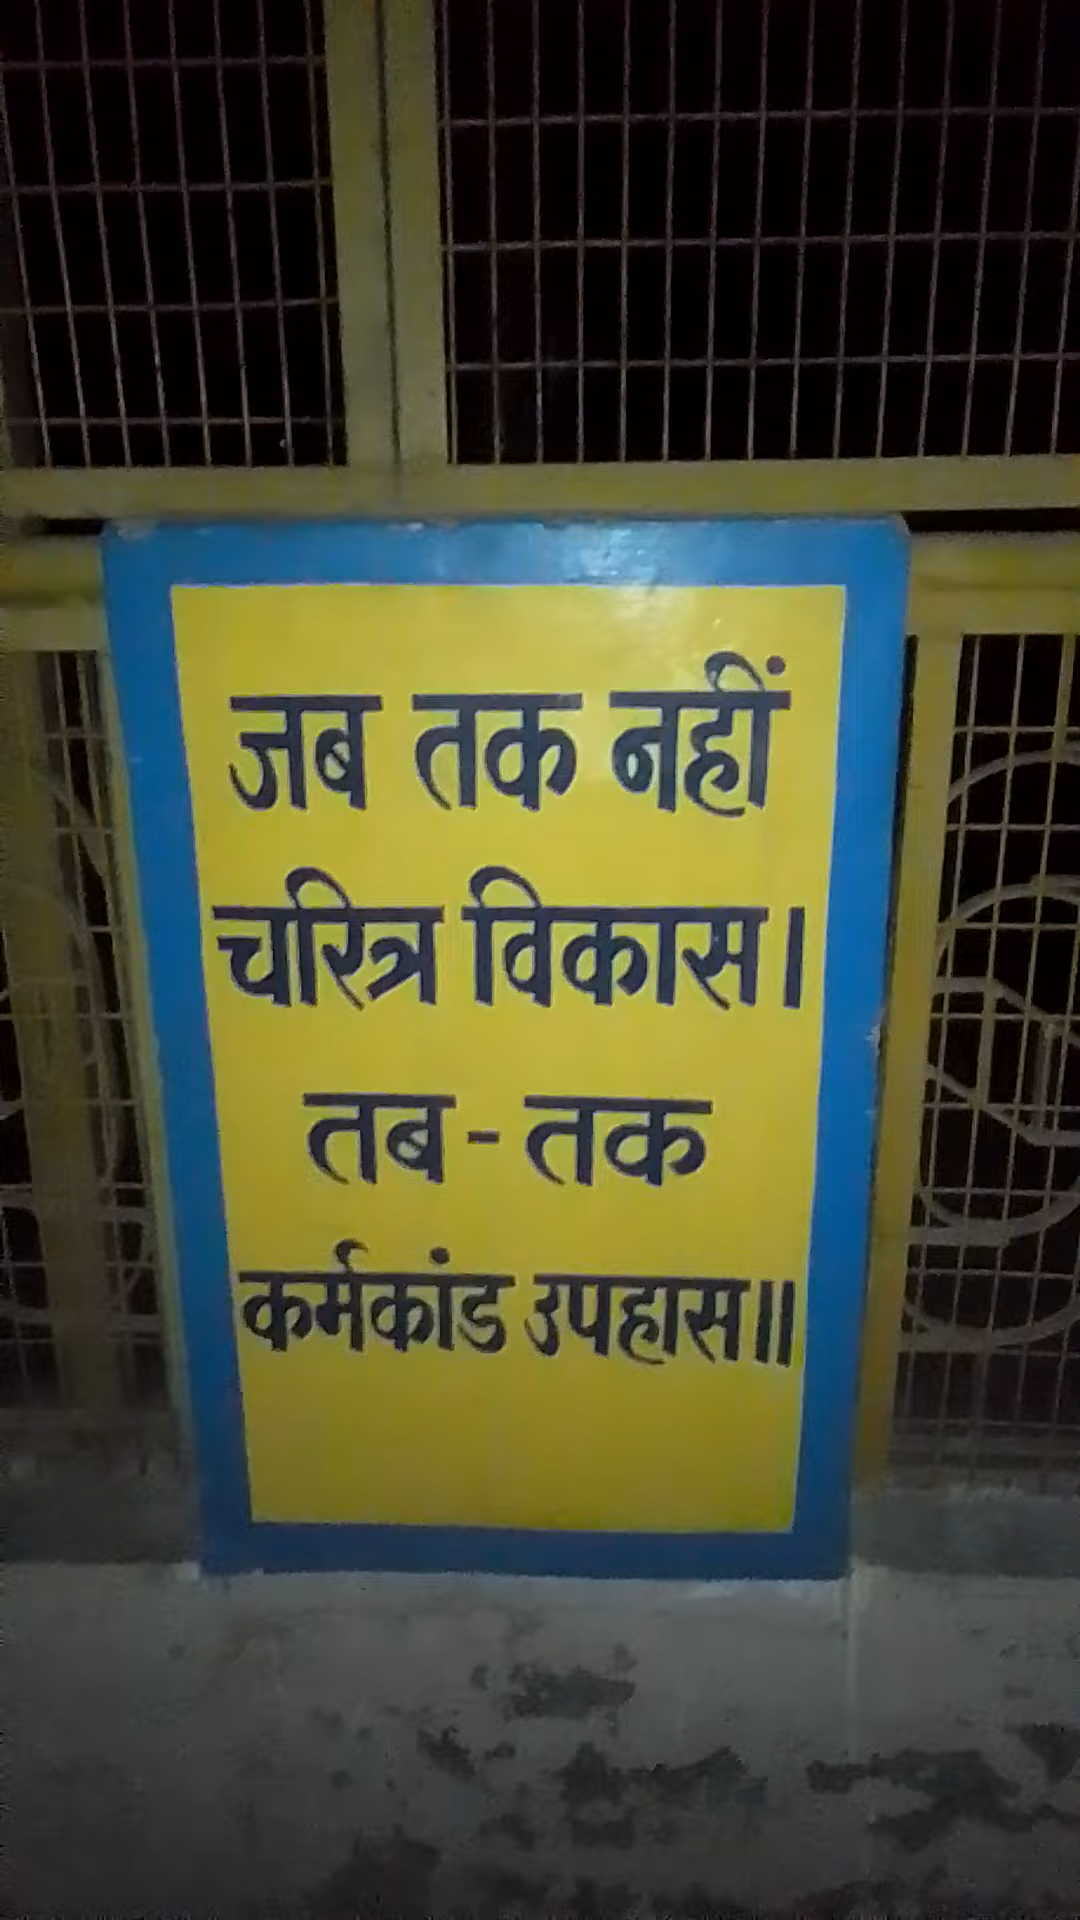 जब तक नहीं
चरित्र विकास।
तब - तक
कर्मकांड उपहास॥